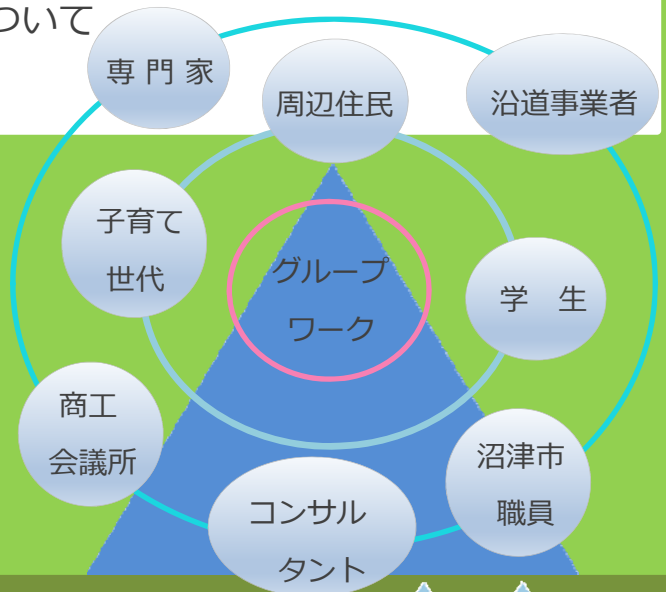 ついて
専 門 家
周辺住民
沿道事業者
子育て
世代
グループ
ワーク
学　生
商工
会議所
沼津市
職員
コンサル
タント